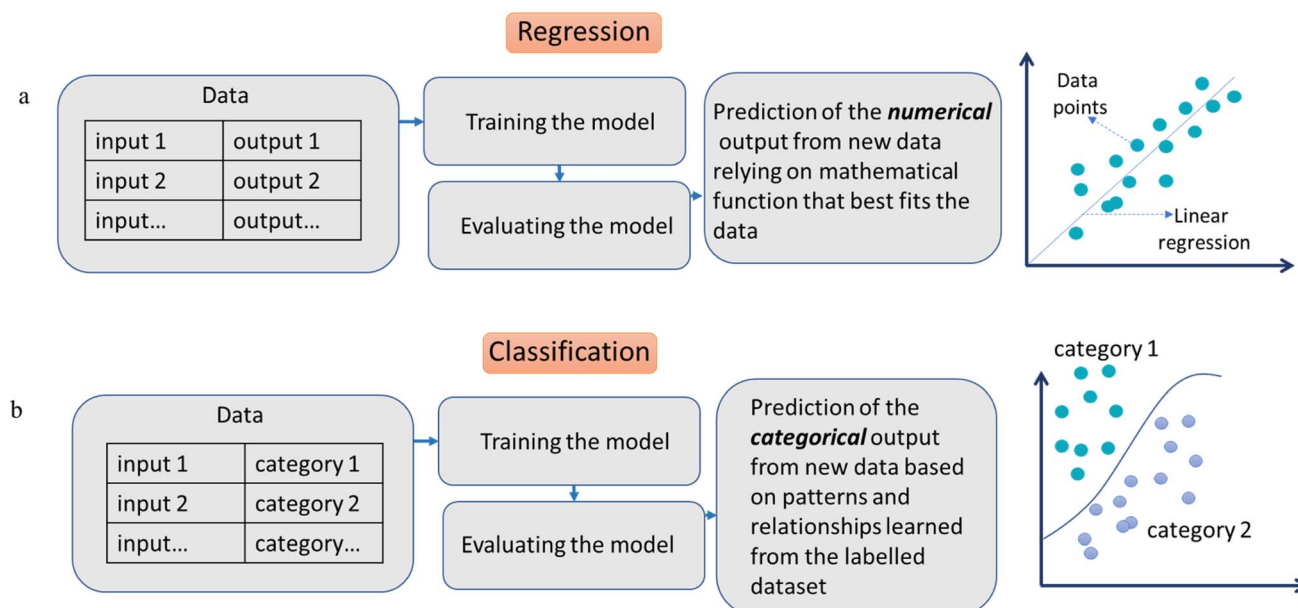 Regression
a
Data
input 1 output 1
input 2 output 2
input... output...
Training the model
Evaluating the model
Prediction of the numerical
output from new data
relying on mathematical
function that best fits the
data
Data
points
Linear
regression
Classification
b
Data
input 1 category 1
input 2 category 2
input... category...
Training the model
Evaluating the model
Prediction of the
categorical output
from new data based
on patterns and
relationships learned
from the labelled
dataset
category 1
category 2